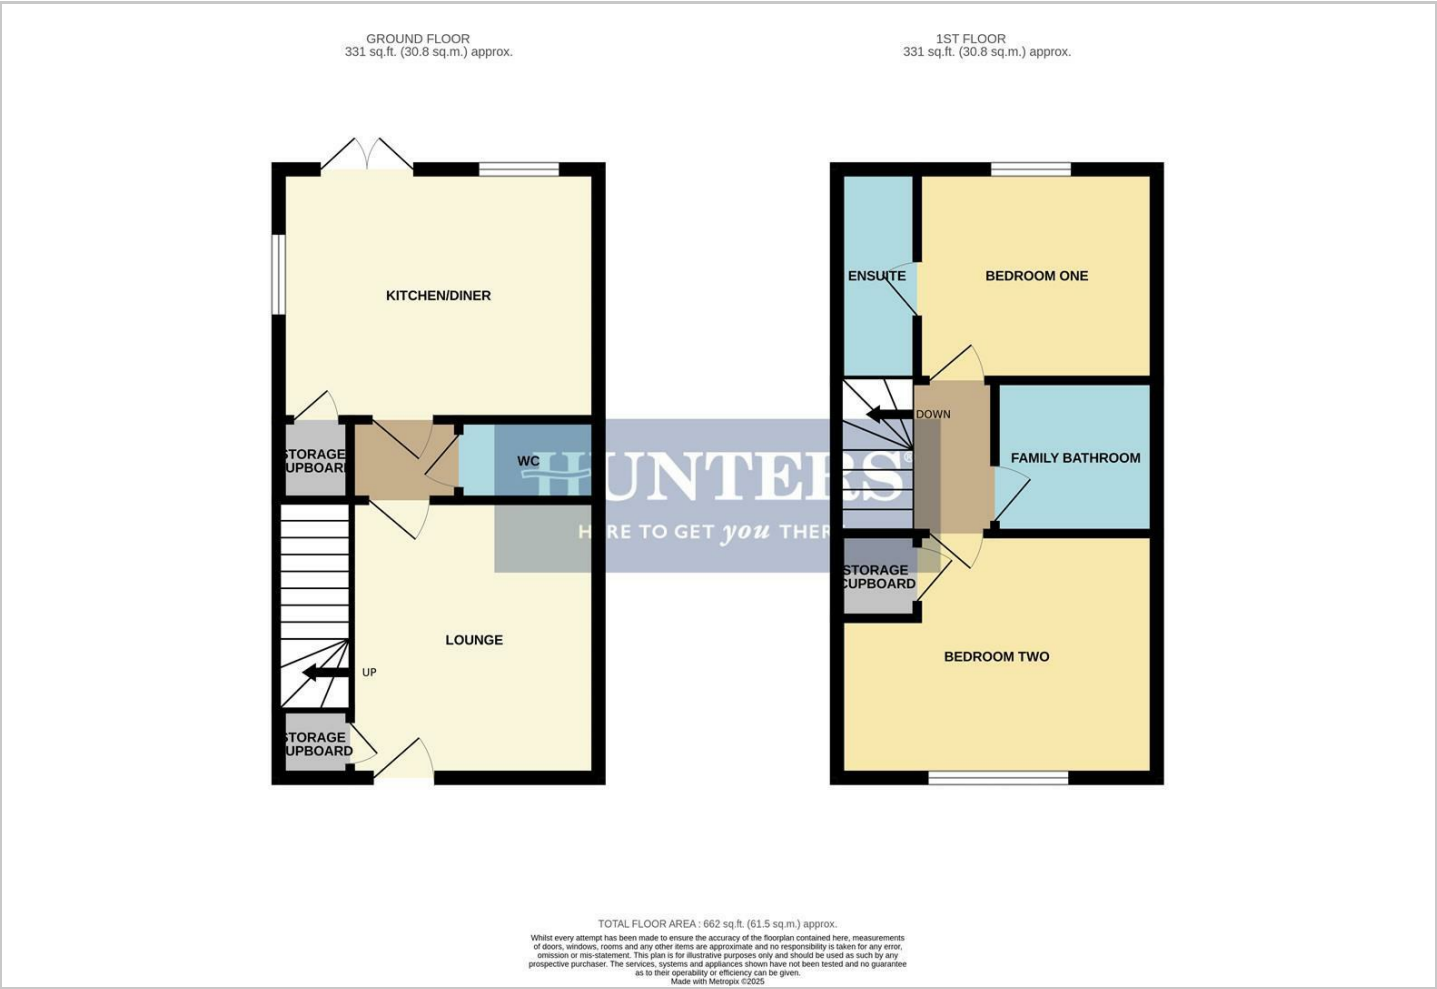 GROUND FLOOR
331 sq.ft. (30.8 sq.m.) approx.
1ST FLOOR
331 sq.ft. (30.8 sq.m.) approx.
KITCHEN/DINER
STORAGE
CUPBOARD
WC
LOUNGE
UP
STORAGE
CUPBOARD
ENSUITE
BEDROOM ONE
DOWN
FAMILY BATHROOM
STORAGE
CUPBOARD
BEDROOM TWO
HUNTERS®
HERE TO GET you THERE
TOTAL FLOOR AREA : 662 sq.ft. (61.5 sq.m.) approx.
Whilst every attempt has been made to ensure the accuracy of the floorplan contained here, measurements
of doors, windows, rooms and any other items are approximate and no responsibility is taken for any error,
omission or mis-statement. This plan is for illustrative purposes only and should be used as such by any
prospective purchaser. The services, systems and appliances shown have not been tested and no guarantee
as to their operability or efficiency can be given.
Made with Metropix ©2025